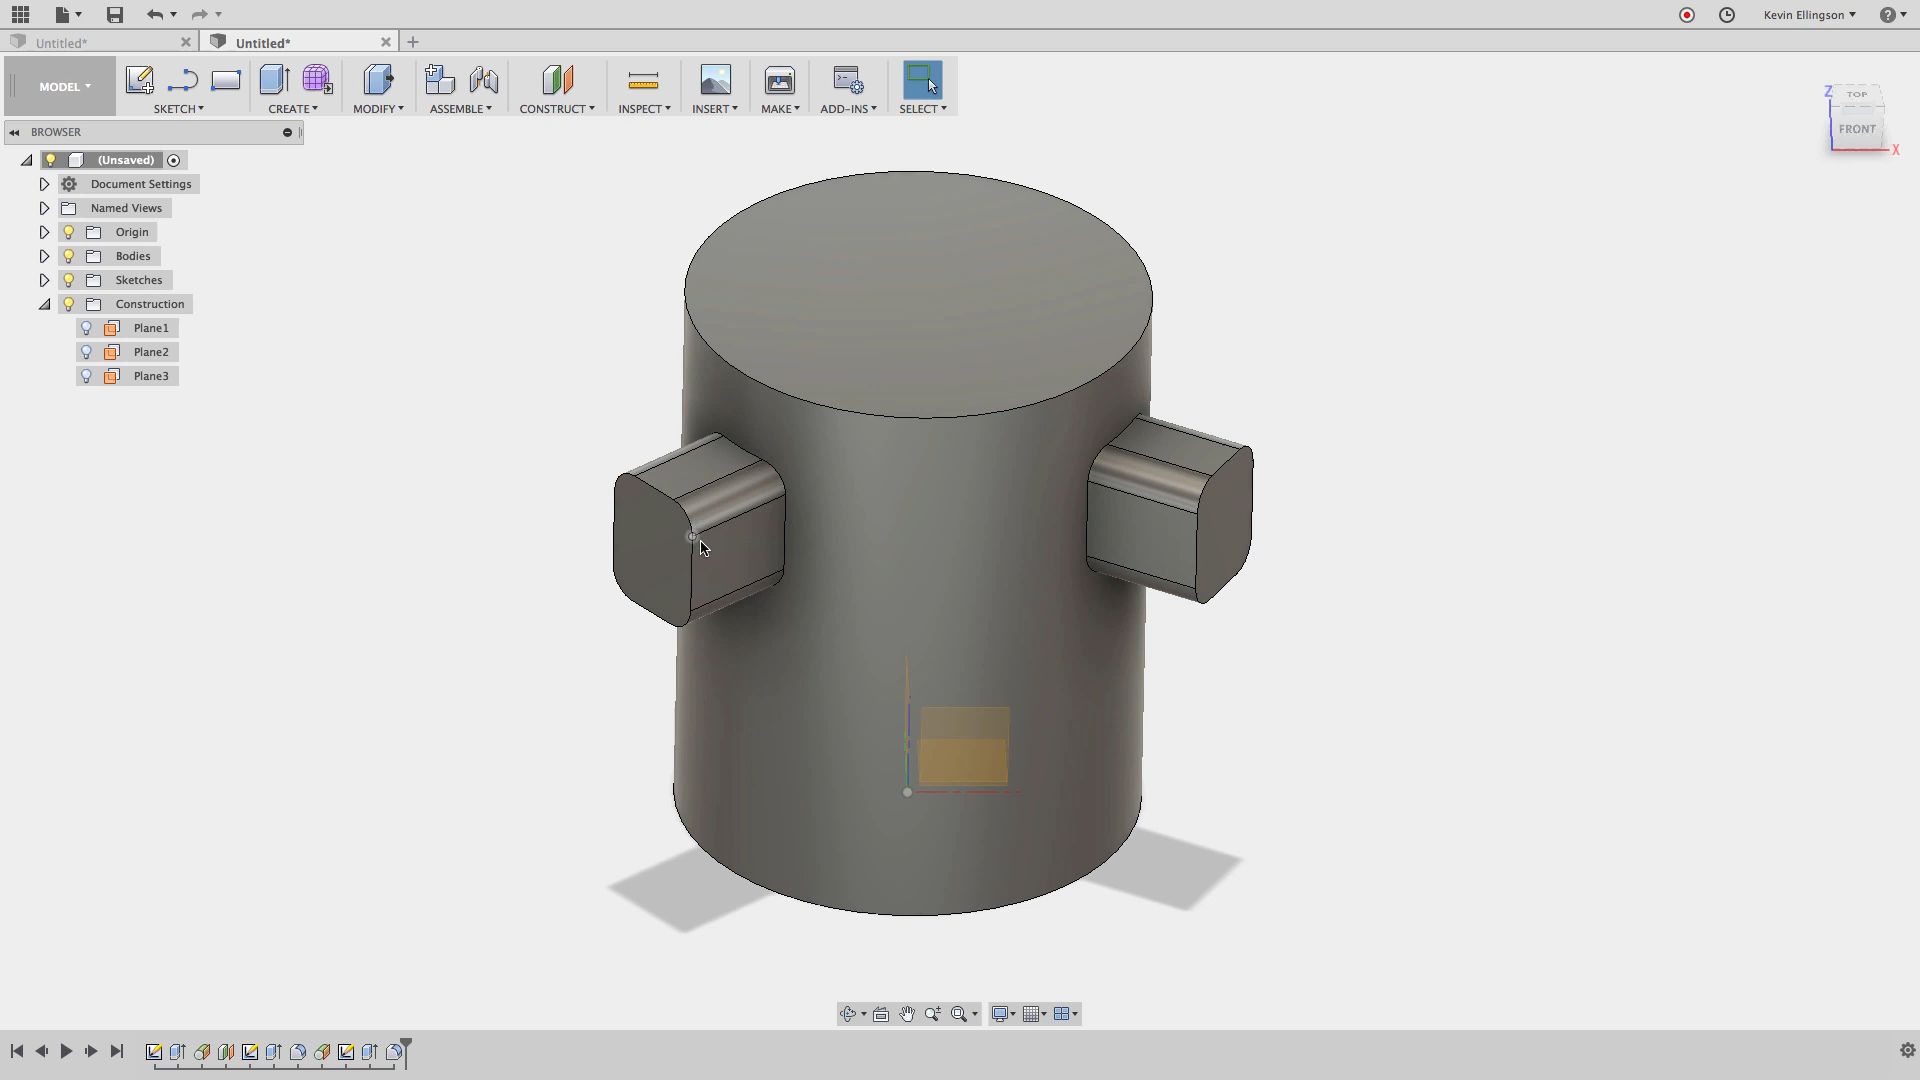 Kevin Ellingson
Untitled*
Untitled*
MODEL
SKETCH
CREATE
MODIFY
ASSEMBLE
CONSTRUCT
INSPECT
INSERT
MAKE
ADD-INS
SELECT
BROWSER
(Unsaved)
Document Settings
Named Views
Origin
Bodies
Sketches
Construction
Plane1
Plane2
Plane3
Z
TOP
FRONT
X